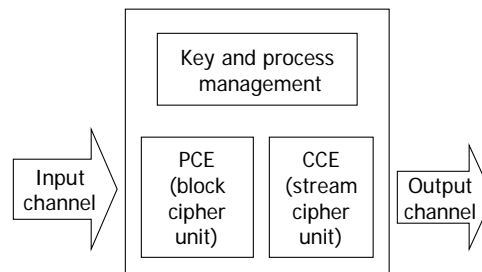 Key and process
management
Input
channel
PCE
(block
cipher
unit)
CCE
(stream
cipher
unit)
Output
channel